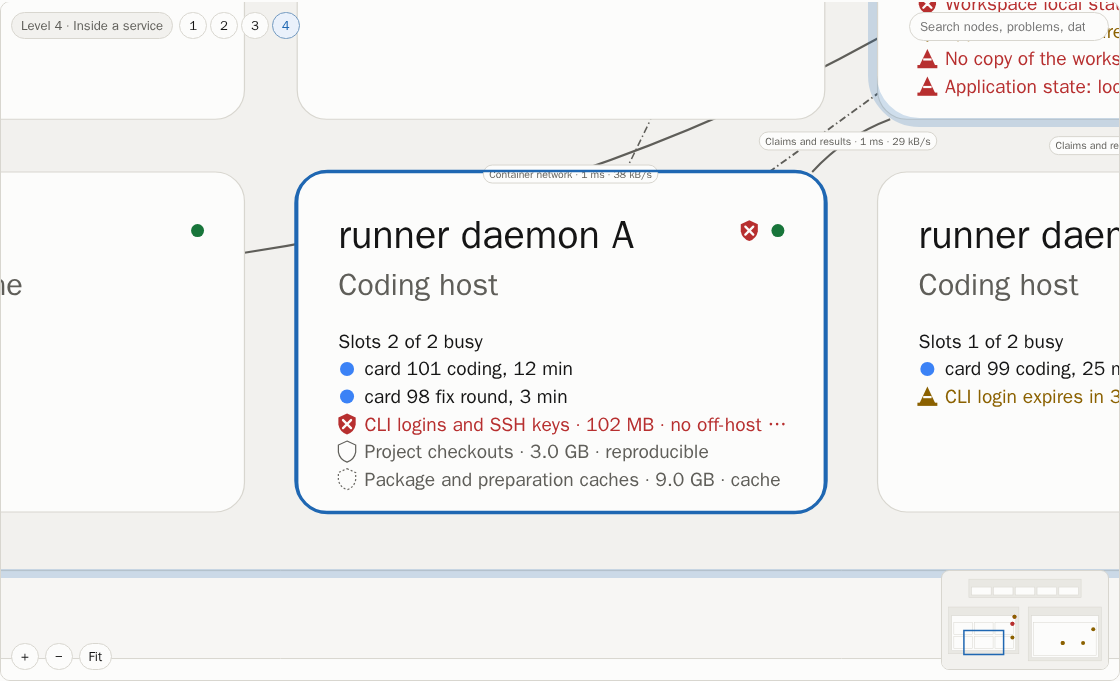 Level 4 · Inside a service
1
2
3
4
Workspace local stat
Search nodes, problems, dat
No copy of the works
Application state: loc
Claims and results · 1 ms · 29 kB/s
Claims and re
Container network · 1 ms · 38 kB/s
runner daemon A
Coding host
Slots 2 of 2 busy
card 101 coding, 12 min
card 98 fix round, 3 min
CLI logins and SSH keys · 102 MB · no off-host ···
Project checkouts · 3.0 GB · reproducible
Package and preparation caches · 9.0 GB · cache
runner daem
Coding host
Slots 1 of 2 busy
card 99 coding, 25 m
CLI login expires in 3
+
−
Fit